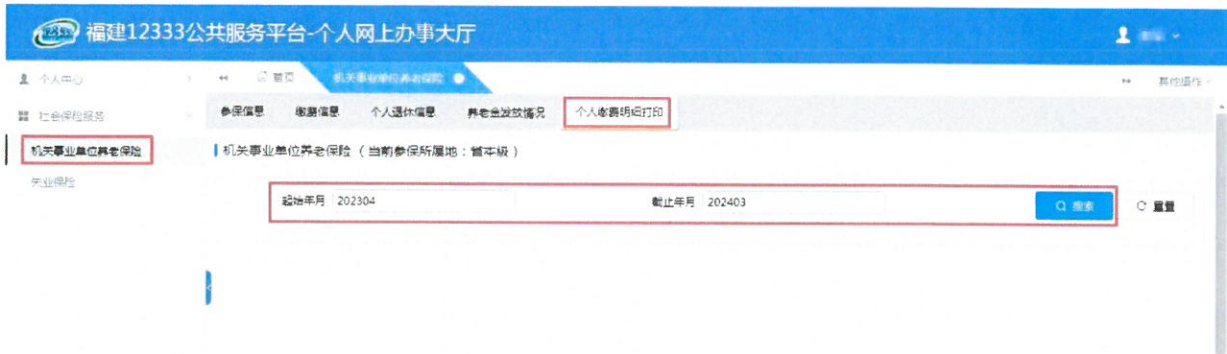 12333 福建12333公共服务平台-个人网上办事大厅
个人中心 首页 机关事业单位养老保险 其他操作
社会保险服务 参保信息 缴费信息 个人退休信息 养老金发放情况 个人缴费明细打印
机关事业单位养老保险 机关事业单位养老保险（当前参保所属地：省本级）
失业保险
起始年月 202304 截止年月 202403 搜索 重置